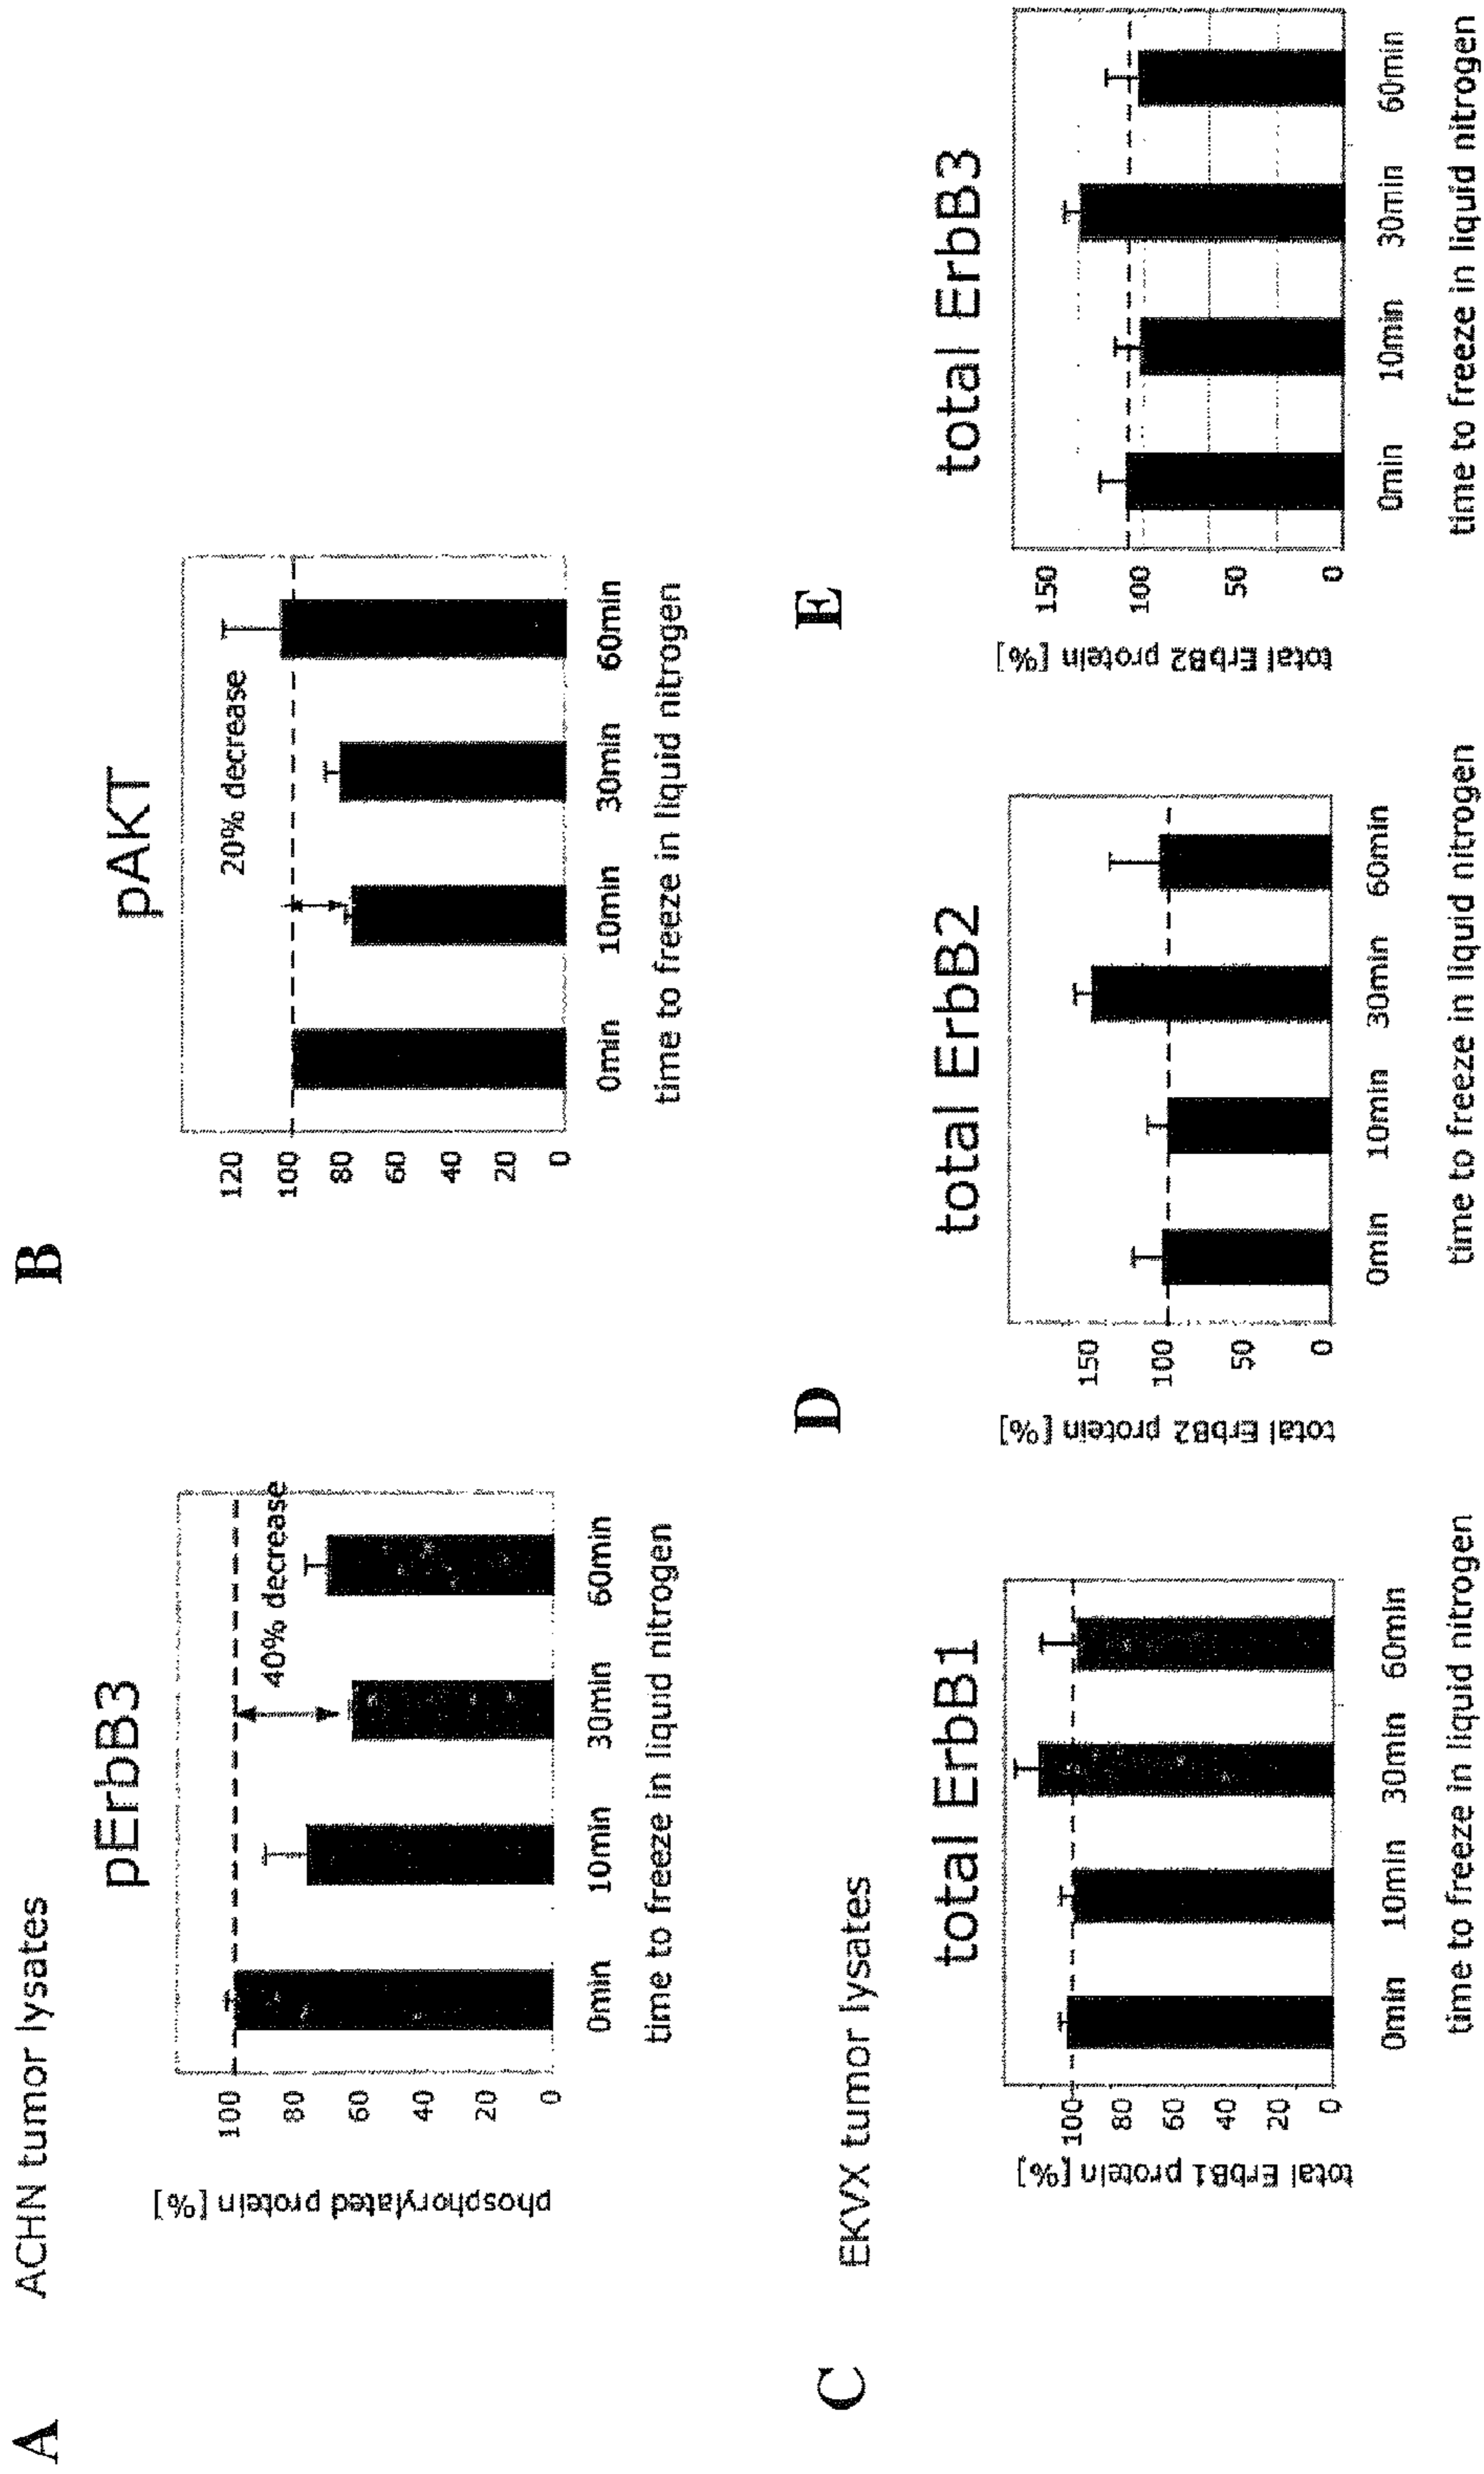 A
ACHN tumor lysates
pErbB3
phosphorylated protein [%]
100
80
60
40
20
0
40% decrease
0min 10min 30min 60min
time to freeze in liquid nitrogen
B
pAKT
120
100
80
60
40
20
0
20% decrease
0min 10min 30min 60min
time to freeze in liquid nitrogen
C
EKVX tumor lysates
total ErbB1
total ErbB1 protein [%]
100
80
60
40
20
0
0min 10min 30min 60min
time to freeze in liquid nitrogen
D
total ErbB2
total ErbB2 protein [%]
150
100
50
0
0min 10min 30min 60min
time to freeze in liquid nitrogen
E
total ErbB3
total ErbB2 protein [%]
150
100
50
0
0min 10min 30min 60min
time to freeze in liquid nitrogen